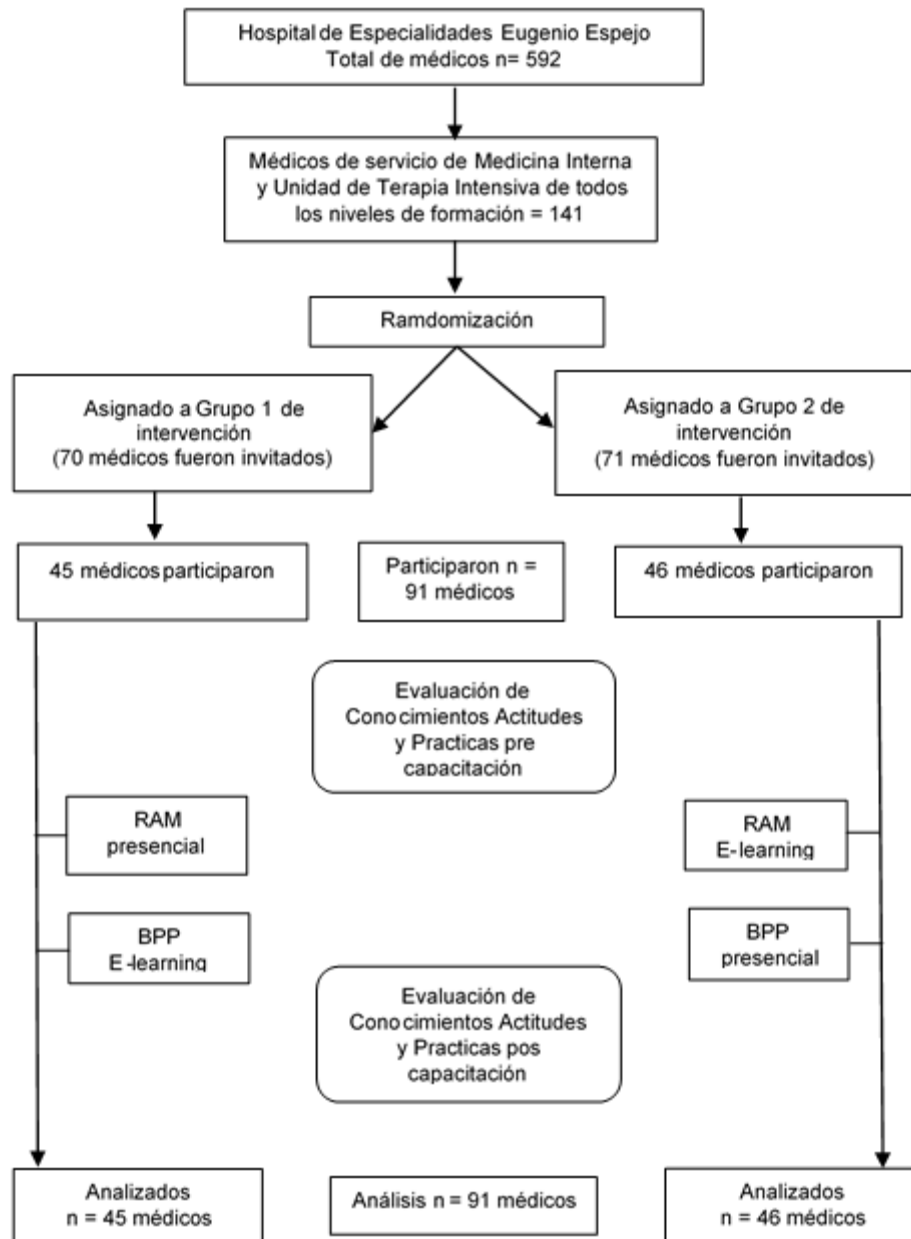 Hospital de Especialidades Eugenio Espejo
Total de médicos n= 592
Médicos de servicio de Medicina Interna
y Unidad de Terapia Intensiva de todos
los niveles de formación = 141
Ramdomización
Asignado a Grupo 1 de
intervención
(70 médicos fueron invitados)
Asignado a Grupo 2 de
intervención
(71 médicos fueron invitados)
45 médicos participaron
Participaron n =
91 médicos
46 médicos participaron
Evaluación de
Conocimientos Actitudes
y Practicas pre
capacitación
RAM
presencial
RAM
E-learning
BPP
E-learning
BPP
presencial
Evaluación de
Conocimientos Actitudes
y Practicas pos
capacitación
Analizados
n = 45 médicos
Análisis n = 91 médicos
Analizados
n = 46 médicos